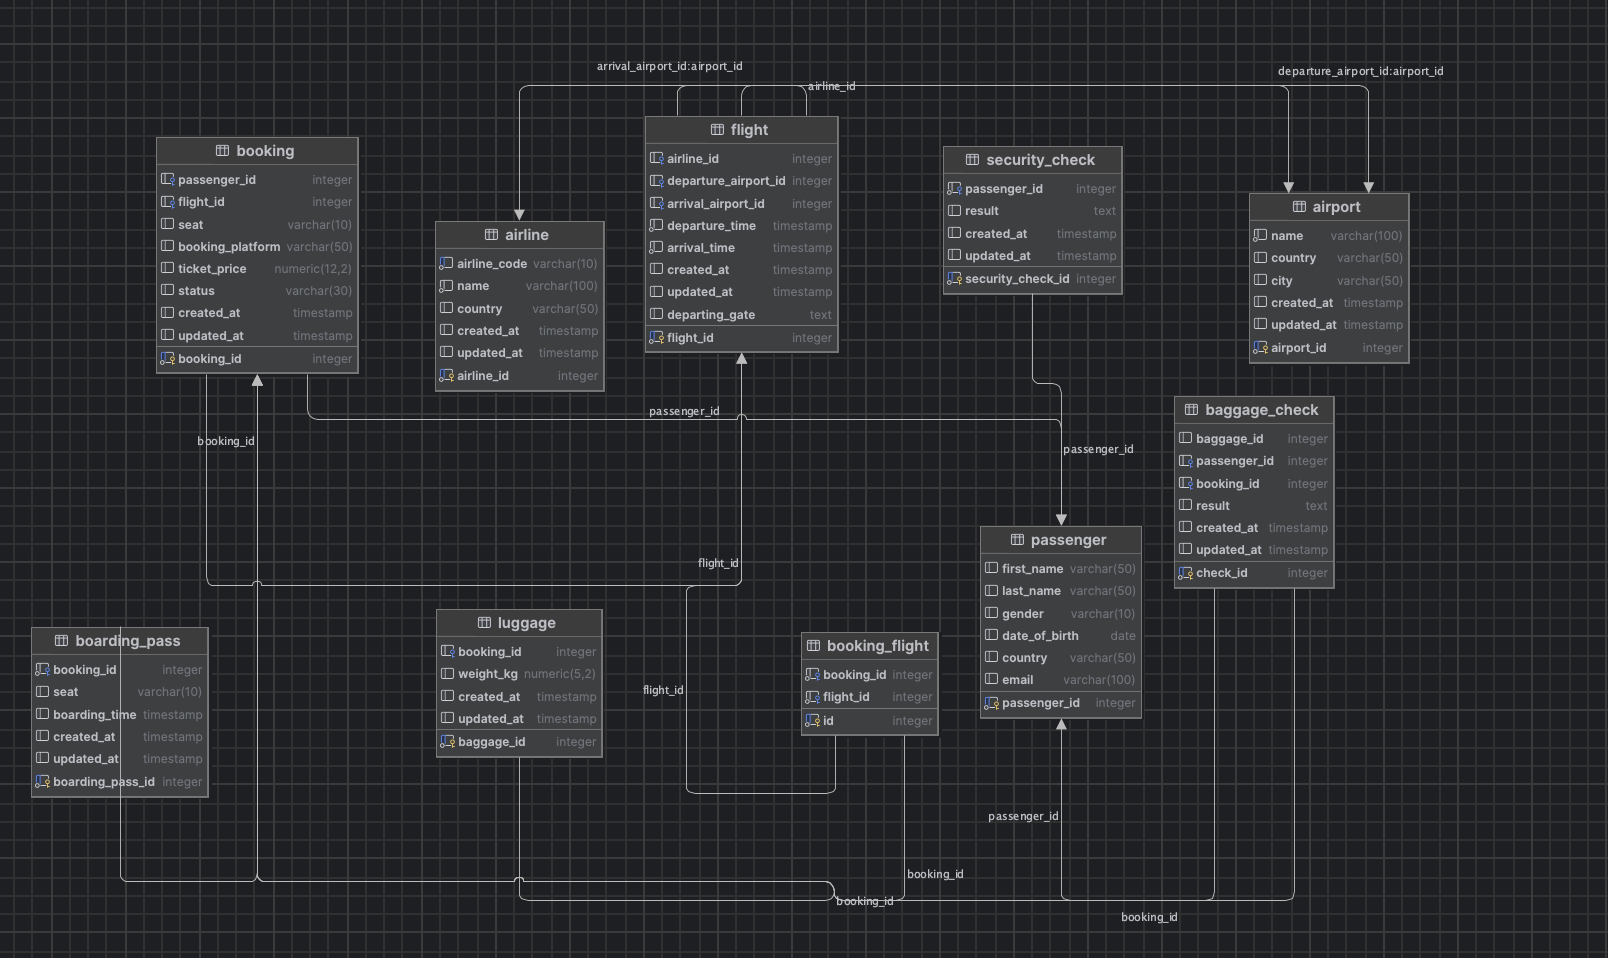 arrival_airport_id:airport_id
departure_airport_id:airport_id
airline_id
booking
passenger_id integer
flight_id integer
seat varchar(10)
booking_platform varchar(50)
ticket_price numeric(12,2)
status varchar(30)
created_at timestamp
updated_at timestamp
booking_id integer
airline
airline_code varchar(10)
name varchar(100)
country varchar(50)
created_at timestamp
updated_at timestamp
airline_id integer
flight
airline_id integer
departure_airport_id integer
arrival_airport_id integer
departure_time timestamp
arrival_time timestamp
created_at timestamp
updated_at timestamp
departing_gate text
flight_id integer
security_check
passenger_id integer
result text
created_at timestamp
updated_at timestamp
security_check_id integer
airport
name varchar(100)
country varchar(50)
city varchar(50)
created_at timestamp
updated_at timestamp
airport_id integer
passenger_id
booking_id
passenger_id
baggage_check
baggage_id integer
passenger_id integer
booking_id integer
result text
created_at timestamp
updated_at timestamp
check_id integer
flight_id
passenger
first_name varchar(50)
last_name varchar(50)
gender varchar(10)
date_of_birth date
country varchar(50)
email varchar(100)
passenger_id integer
boarding_pass
booking_id integer
seat varchar(10)
boarding_time timestamp
created_at timestamp
updated_at timestamp
boarding_pass_id integer
luggage
booking_id integer
weight_kg numeric(5,2)
created_at timestamp
updated_at timestamp
baggage_id integer
flight_id
booking_flight
booking_id integer
flight_id integer
id integer
passenger_id
booking_id
booking_id
booking_id